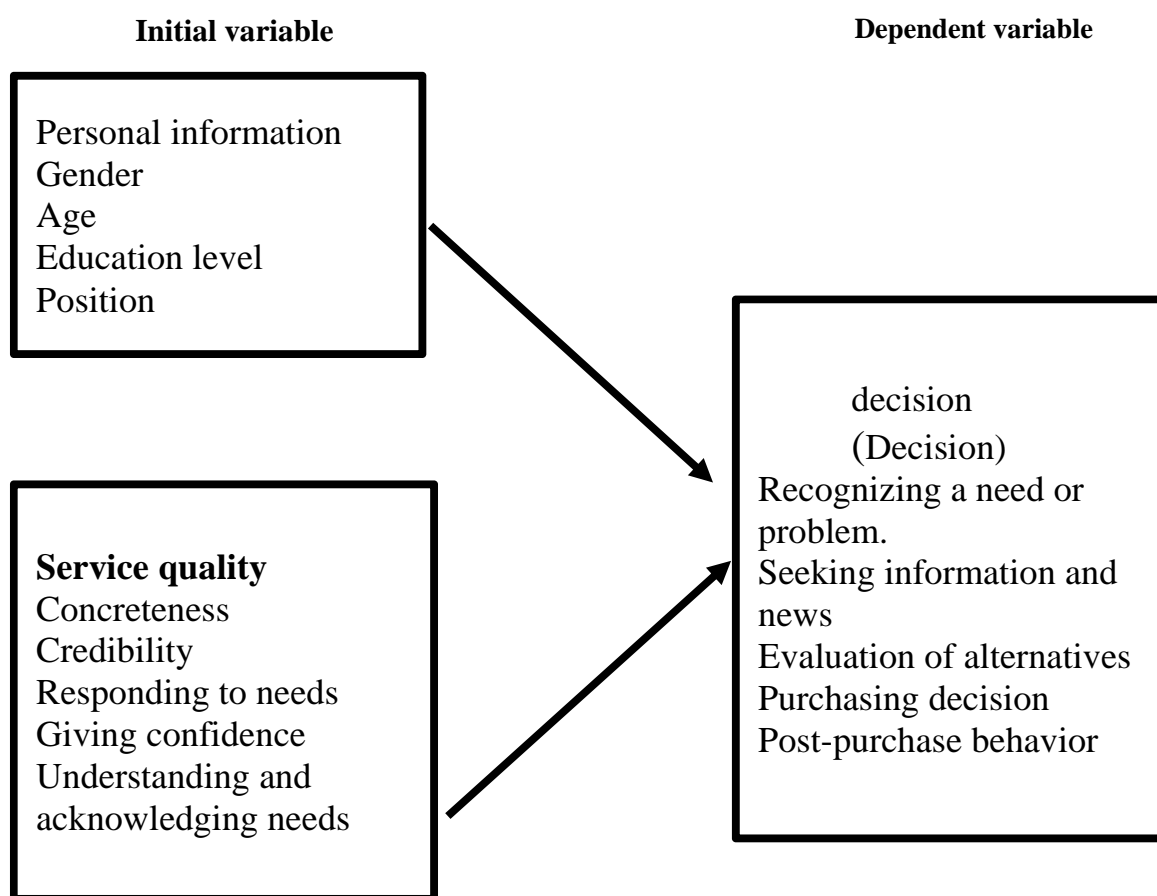 Initial variable
Dependent variable
Personal information
Gender
Age
Education level
Position
Service quality
Concreteness
Credibility
Responding to needs
Giving confidence
Understanding and
acknowledging needs
decision
(Decision)
Recognizing a need or
problem.
Seeking information and
news
Evaluation of alternatives
Purchasing decision
Post-purchase behavior